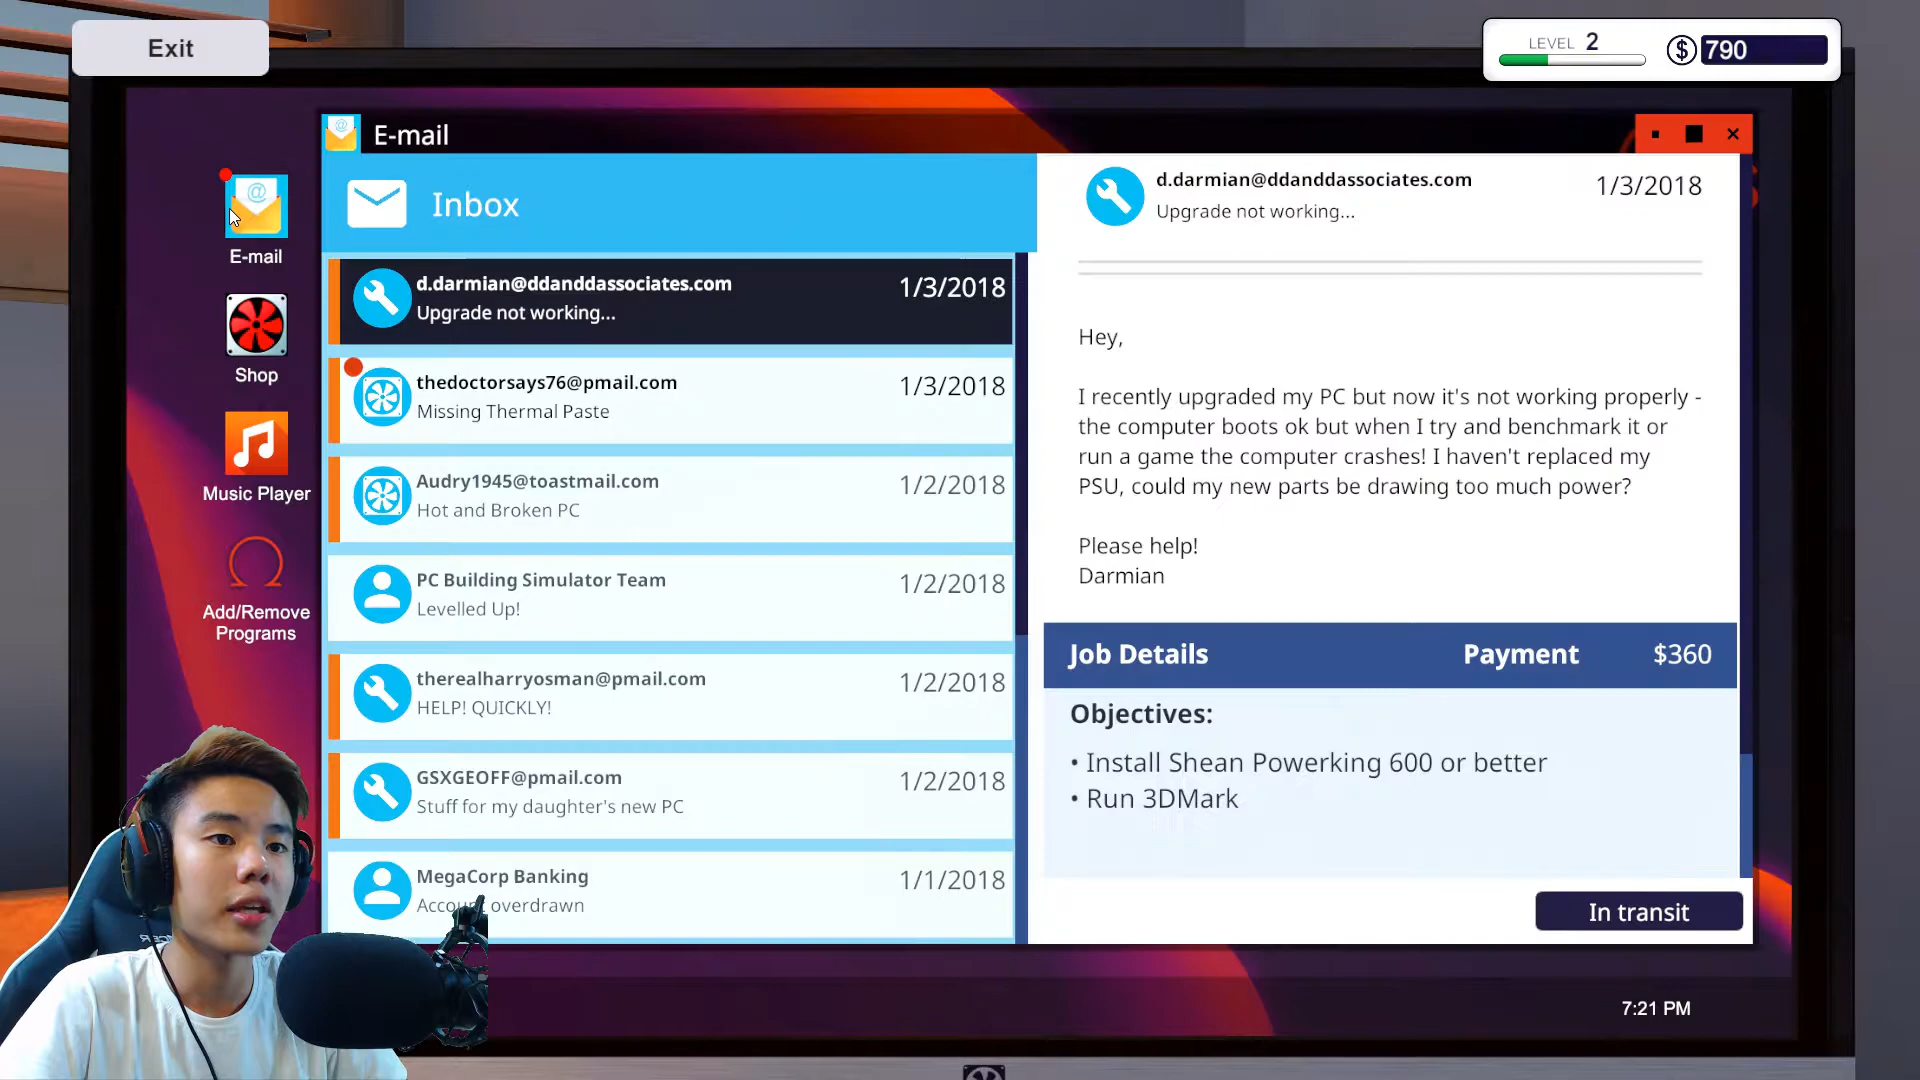 Exit
LEVEL 2
$ 790
E-mail
Inbox
d.darmian@ddanddassociates.com
1/3/2018
Upgrade not working...
thedoctorsays76@pmail.com
1/3/2018
Missing Thermal Paste
Audry1945@toastmail.com
1/2/2018
Hot and Broken PC
PC Building Simulator Team
1/2/2018
Levelled Up!
therealharryosman@pmail.com
1/2/2018
HELP! QUICKLY!
GSXGEOFF@pmail.com
1/2/2018
Stuff for my daughter's new PC
MegaCorp Banking
1/1/2018
Account overdrawn
E-mail
Shop
Music Player
Add/Remove
Programs
d.darmian@ddanddassociates.com
1/3/2018
Upgrade not working...
Hey,
I recently upgraded my PC but now it's not working properly -
the computer boots ok but when I try and benchmark it or
run a game the computer crashes! I haven't replaced my
PSU, could my new parts be drawing too much power?
Please help!
Darmian
Job Details Payment $360
Objectives:
• Install Shean Powerking 600 or better
• Run 3DMark
In transit
7:21 PM